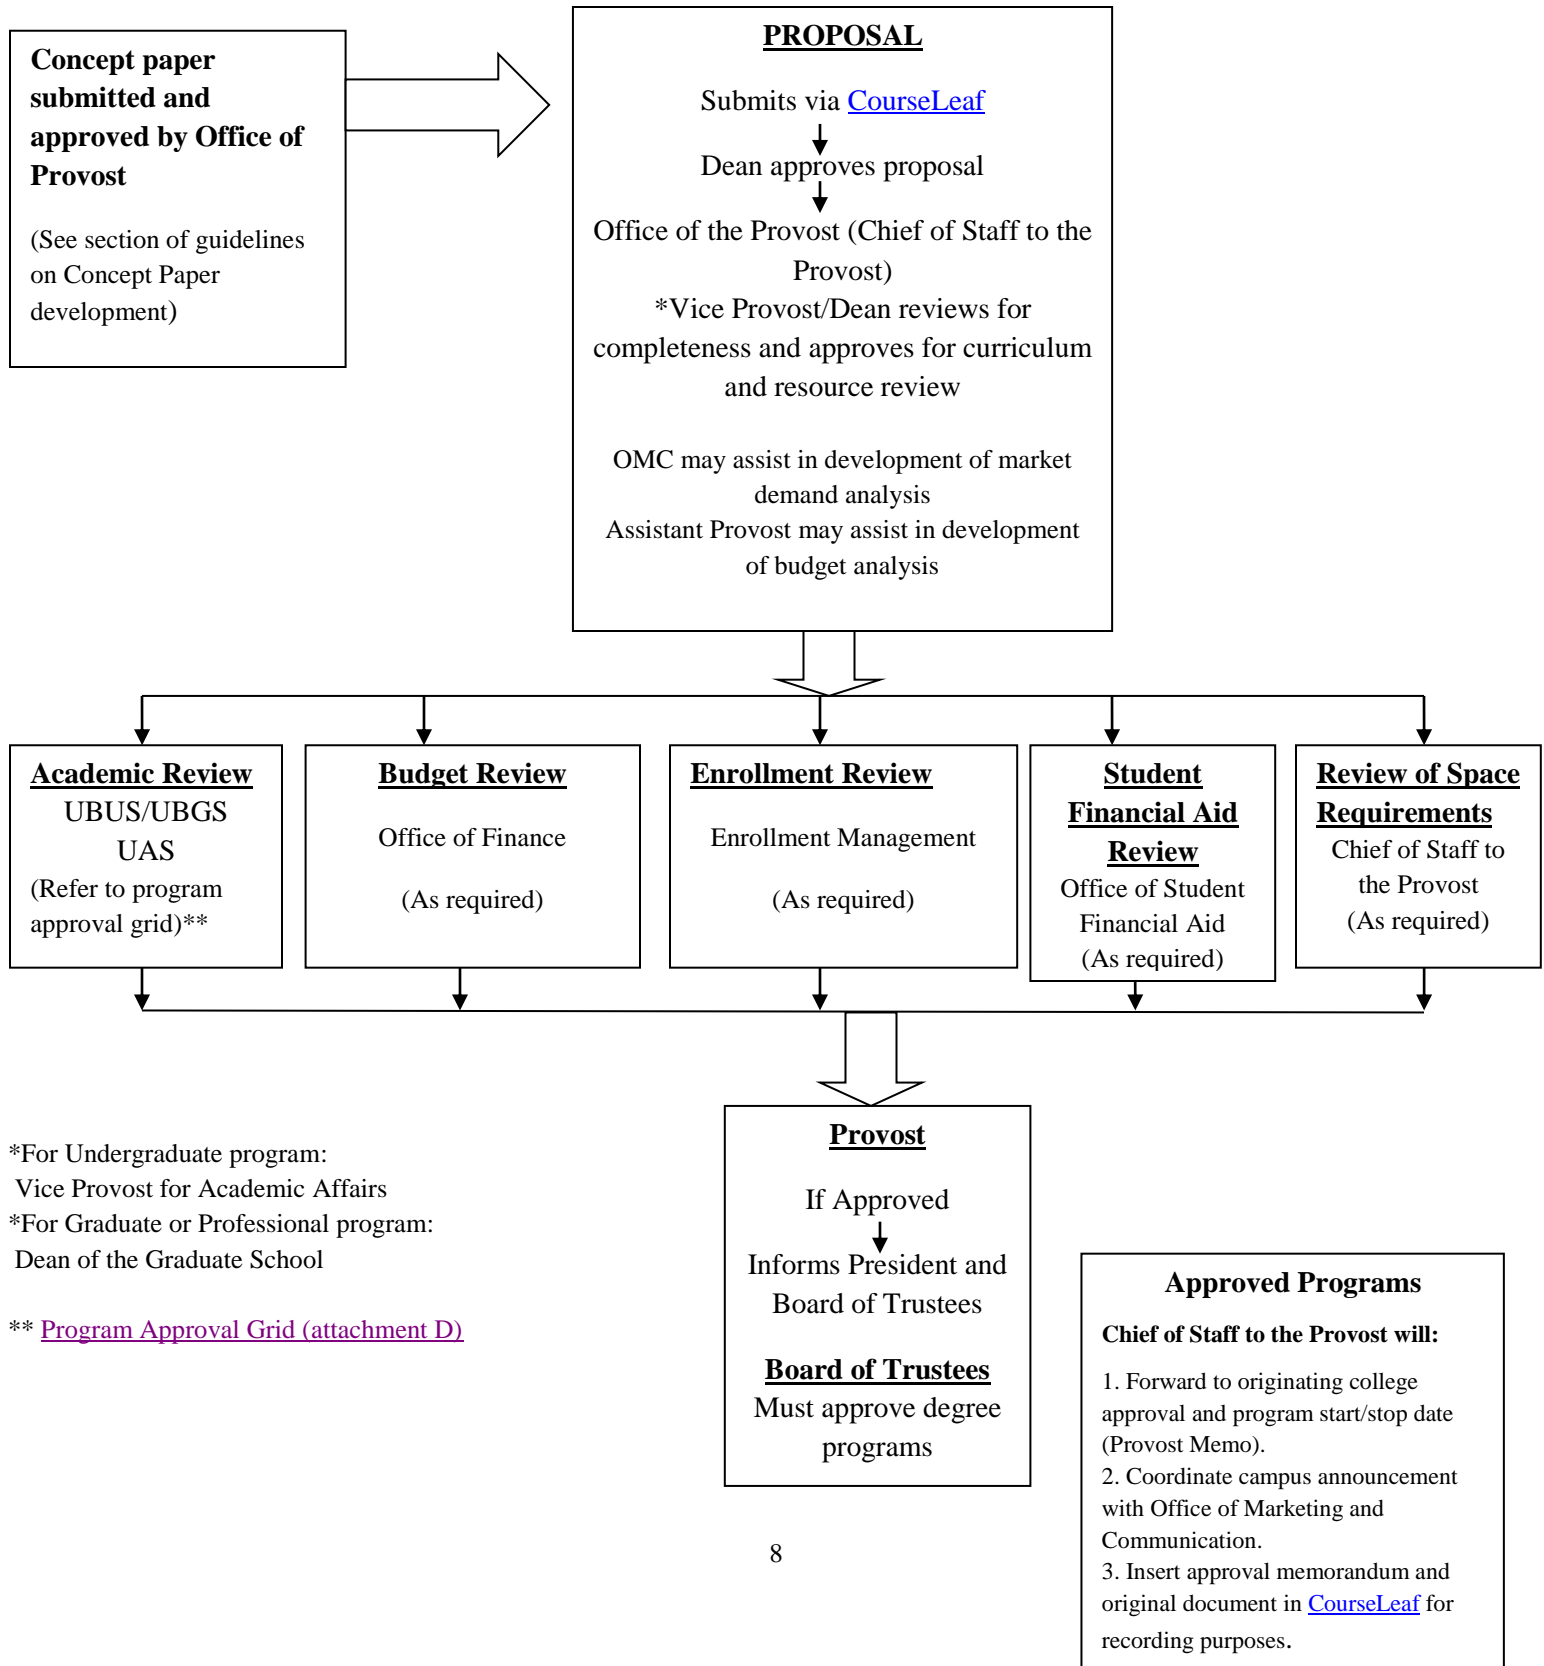 Concept paper
submitted and
approved by Office of
Provost
(See section of guidelines
on Concept Paper
development)
PROPOSAL
Submits via CourseLeaf
Dean approves proposal
Office of the Provost (Chief of Staff to the
Provost)
*Vice Provost/Dean reviews for
completeness and approves for curriculum
and resource review
OMC may assist in development of market
demand analysis
Assistant Provost may assist in development
of budget analysis
Academic Review
UBUS/UBGS
UAS
(Refer to program
approval grid)**
Budget Review
Office of Finance
(As required)
Enrollment Review
Enrollment Management
(As required)
Student
Financial Aid
Review
Office of Student
Financial Aid
(As required)
Review of Space
Requirements
Chief of Staff to
the Provost
(As required)
*For Undergraduate program:
Vice Provost for Academic Affairs
*For Graduate or Professional program:
Dean of the Graduate School
** Program Approval Grid (attachment D)
Provost
If Approved
Informs President and
Board of Trustees
Board of Trustees
Must approve degree
programs
Approved Programs
Chief of Staff to the Provost will:
1. Forward to originating college
approval and program start/stop date
(Provost Memo).
2. Coordinate campus announcement
with Office of Marketing and
Communication.
3. Insert approval memorandum and
original document in CourseLeaf for
recording purposes.
8